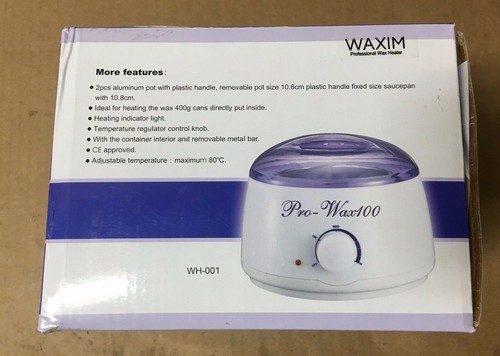 WAXIM
Professional Wax Heater
More features:
● 2pcs aluminum pot with plastic handle, removable pot size 10.6cm plastic handle fixed size saucepan
with 10.8cm.
● Ideal for heating the wax 400g cans directly put inside.
● Heating indicator light.
● Temperature regulator control knob.
● With the container interior and removable metal bar.
● CE approved.
● Adjustable temperature : maximum 80℃.
Pro-Wax100
WH-001